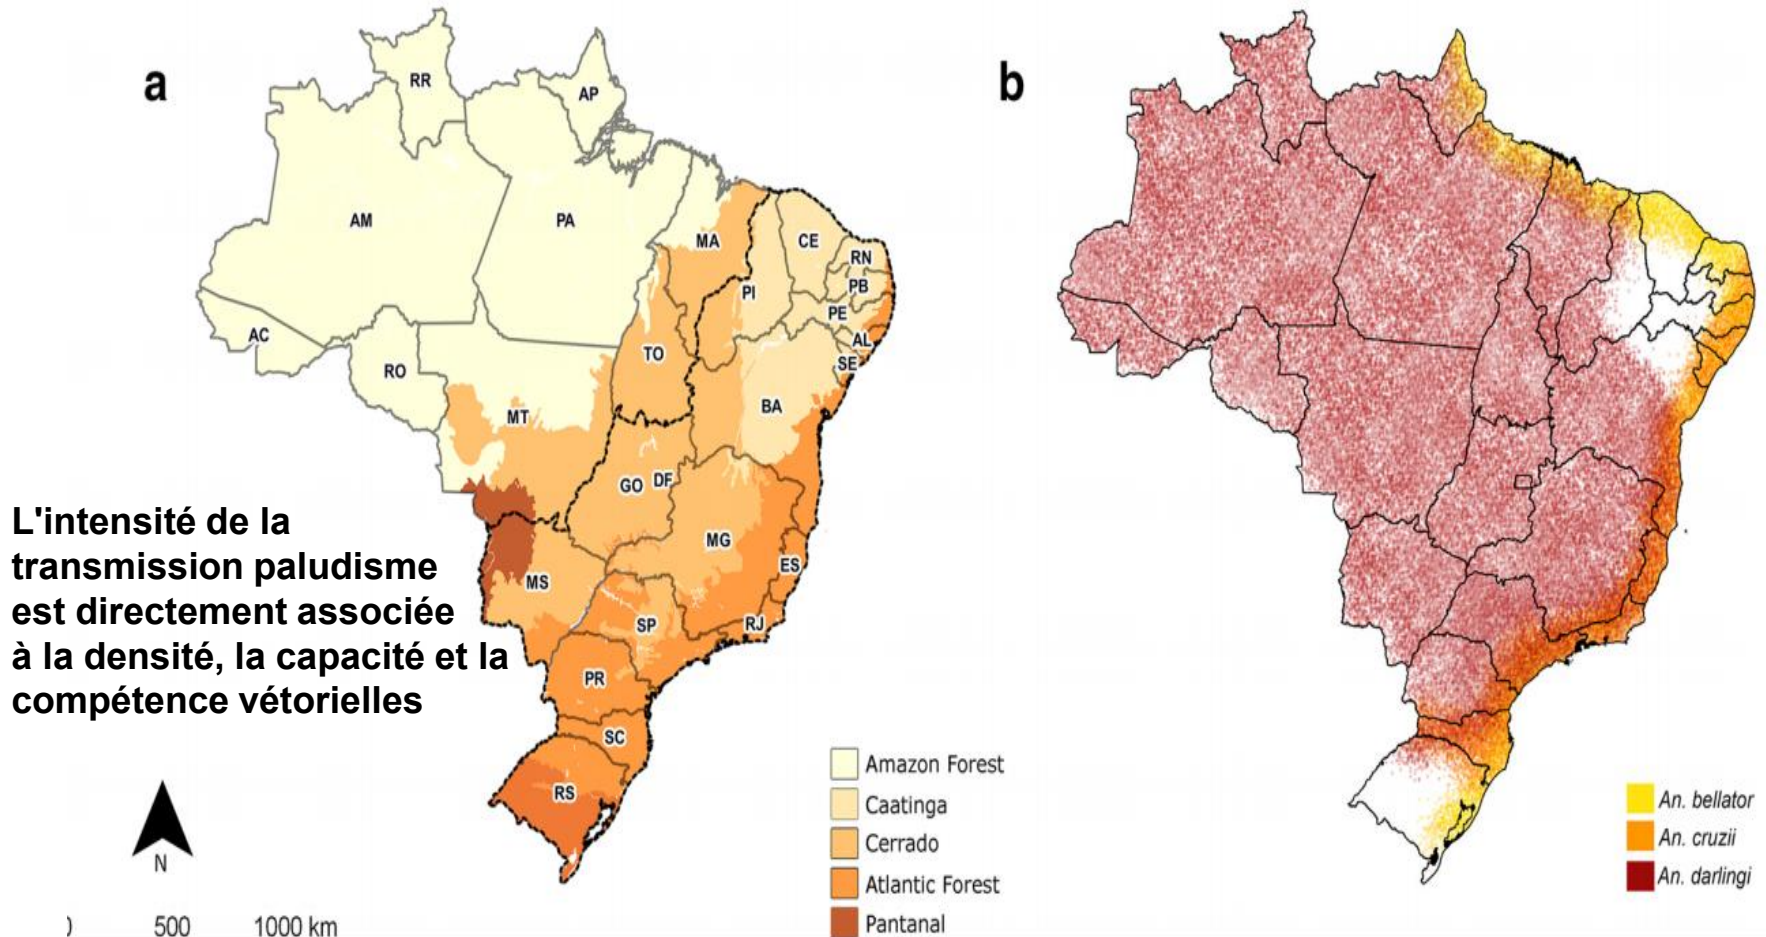 a
b
RR
AP
AM
PA
MA
CE
RN
PB
PI
PE
AL
SE
AC
RO
TO
BA
MT
GO DF
MG
ES
MS
SP
RJ
PR
SC
RS
L'intensité de la
transmission paludisme
est directement associée
à la densité, la capacité et la
compétence vétorielles
N
500 1000 km
Amazon Forest
Caatinga
Cerrado
Atlantic Forest
Pantanal
An. bellator
An. cruzii
An. darlingi